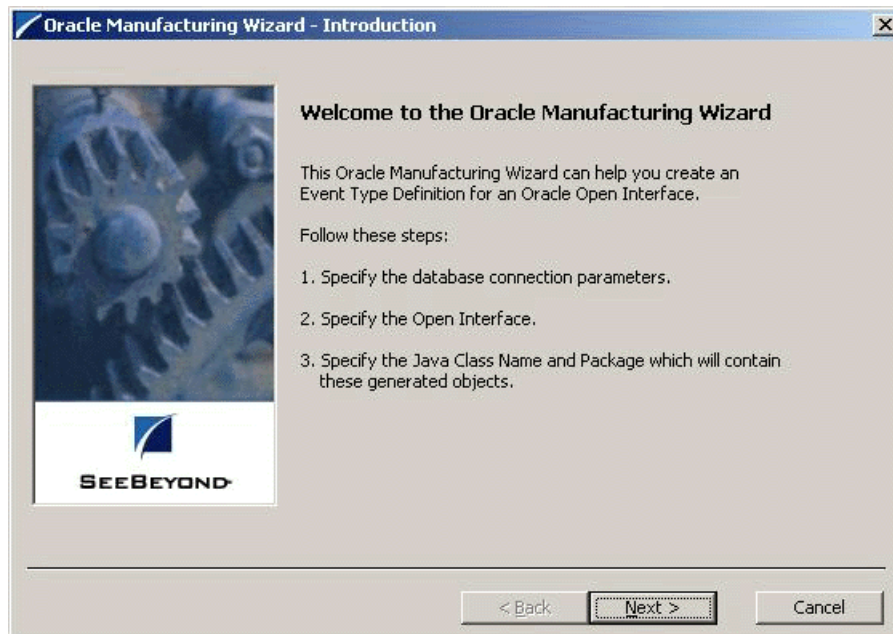 Oracle Manufacturing Wizard - Introduction
Welcome to the Oracle Manufacturing Wizard
This Oracle Manufacturing Wizard can help you create an
Event Type Definition for an Oracle Open Interface.
Follow these steps:
1. Specify the database connection parameters.
2. Specify the Open Interface.
3. Specify the Java Class Name and Package which will contain
these generated objects.
SEEBEYOND
< Back
Next >
Cancel